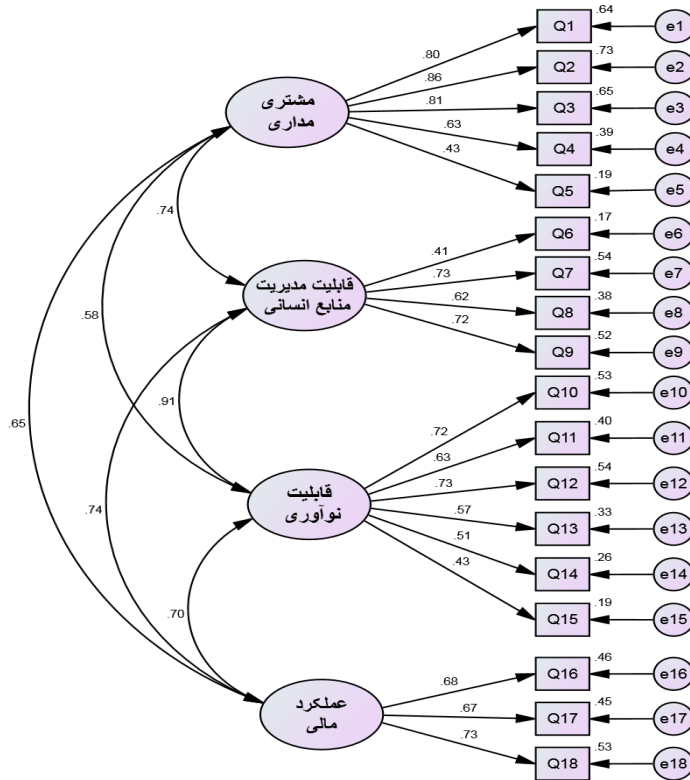 .64
Q1
e1
.80
.73
Q2
e2
.86
.65
Q3
e3
.81
.39
Q4
e4
.63
.19
Q5
e5
.43
مشتری
مداری
.74
.17
Q6
e6
.41
.54
Q7
e7
.73
.38
Q8
e8
.62
.52
Q9
e9
.72
قابلیت مدیریت
منابع انسانی
.58
.91
.65
.53
Q10
e10
.72
.40
Q11
e11
.63
.54
Q12
e12
.73
.33
Q13
e13
.57
.26
Q14
e14
.51
.19
Q15
e15
.43
قابلیت
نوآوری
.74
.70
.46
Q16
e16
.68
.45
Q17
e17
.67
.53
Q18
e18
.73
عملکرد
مالی